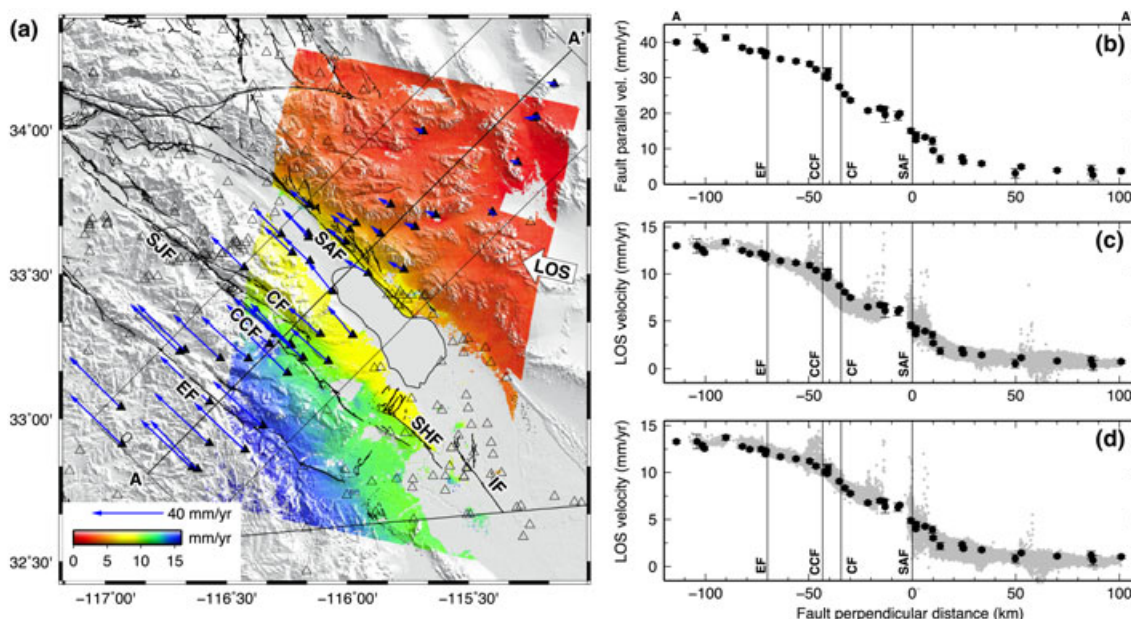 (a)
A'
34°00'
33°30'
33°00'
32°30'
SJF
SAF
LOS
CF
CCF
EF
SHF
IF
A
40 mm/yr
mm/yr
0 5 10 15
−117°00' −116°30' −116°00' −115°30'
A A'
(b)
Fault parallel vel. (mm/yr)
40
30
20
10
0
EF CCF CF SAF
−100 −50 0 50 100
(c)
LOS velocity (mm/yr)
15
10
5
0
EF CCF CF SAF
−100 −50 0 50 100
(d)
LOS velocity (mm/yr)
15
10
5
0
EF CCF CF SAF
−100 −50 0 50 100
Fault perpendicular distance (km)